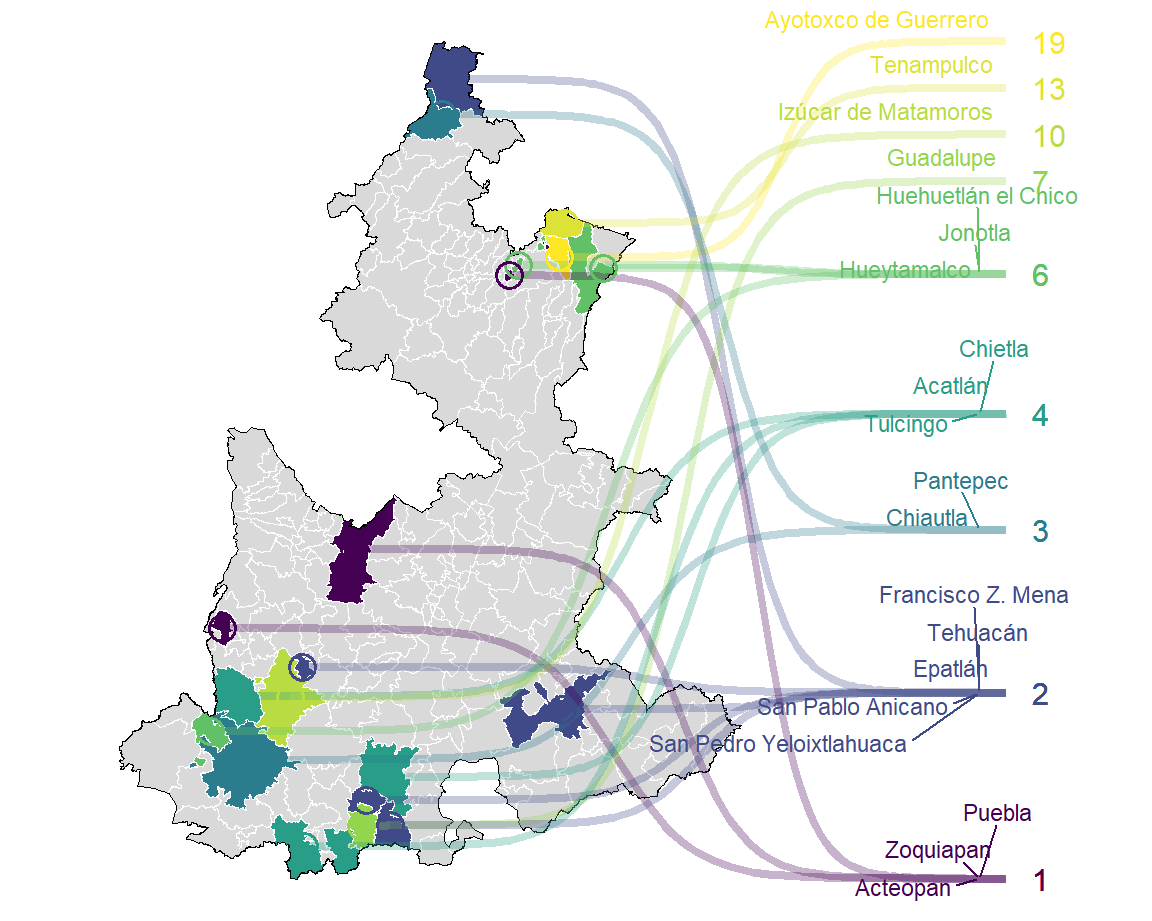 Ayotoxco de Guerrero
19
Tenampulco
13
Izúcar de Matamoros
10
Guadalupe
7
Huehuetlán el Chico
Jonotla
Hueytamalco
6
Chietla
Acatlán
Tulcingo
4
Pantepec
Chiautla
3
Francisco Z. Mena
Tehuacán
Epatlán
San Pablo Anicano
San Pedro Yeloixtlahuaca
2
Puebla
Zoquiapan
Acteopan
1